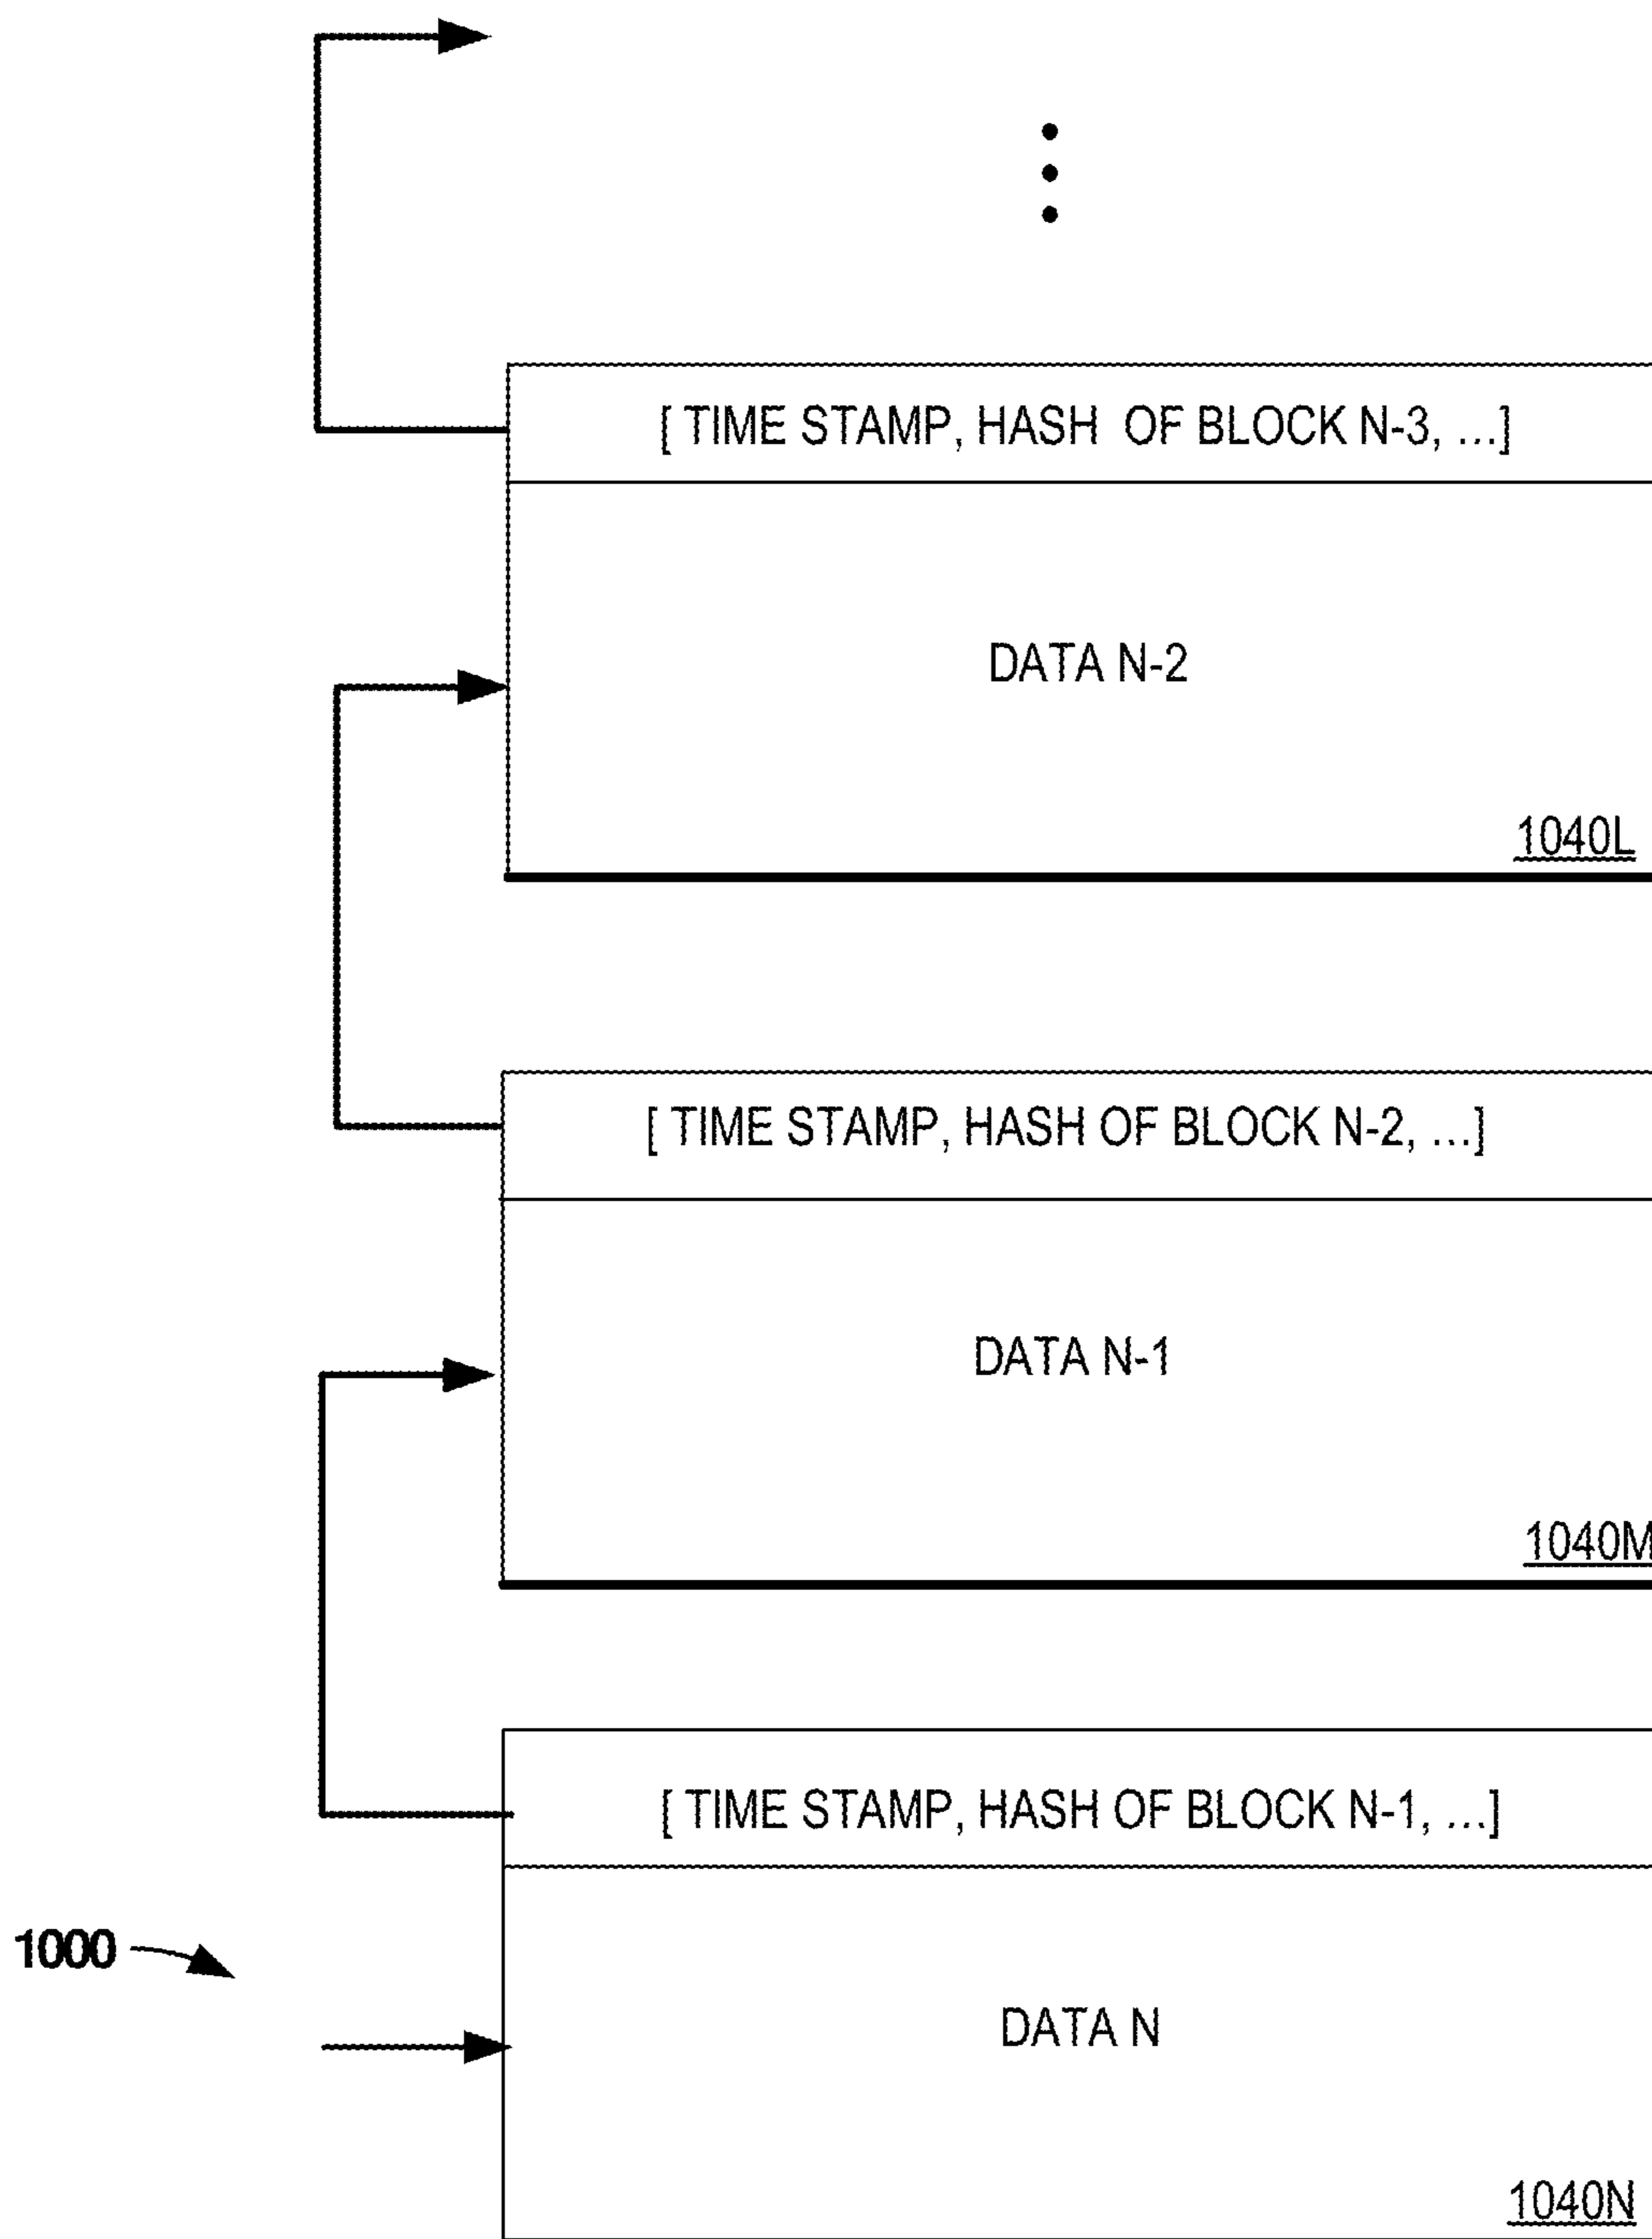 [ TIME STAMP, HASH OF BLOCK N-3, ...]
DATA N-2
1040L
[ TIME STAMP, HASH OF BLOCK N-2, ...]
DATA N-1
1040M
[ TIME STAMP, HASH OF BLOCK N-1, ...]
1000
DATA N
1040N